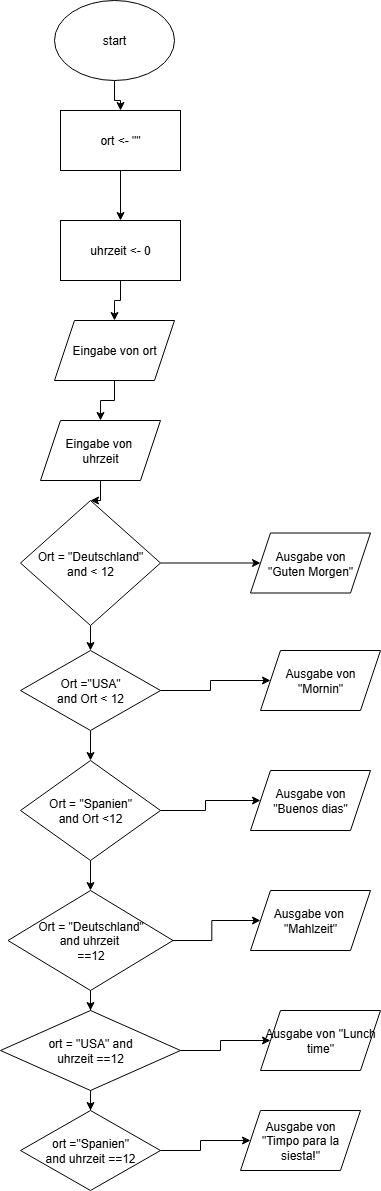 start
ort <- ""
uhrzeit <- 0
Eingabe von ort
Eingabe von
uhrzeit
Ort = "Deutschland"
and < 12
Ausgabe von
"Guten Morgen"
Ort ="USA"
and Ort < 12
Ausgabe von
"Mornin"
Ort = "Spanien"
and Ort <12
Ausgabe von
"Buenos dias"
Ort = "Deutschland"
and uhrzeit
==12
Ausgabe von
"Mahlzeit"
ort = "USA" and
uhrzeit ==12
Ausgabe von "Lunch
time"
ort ="Spanien"
and uhrzeit ==12
Ausgabe von
"Timpo para la
siesta!"